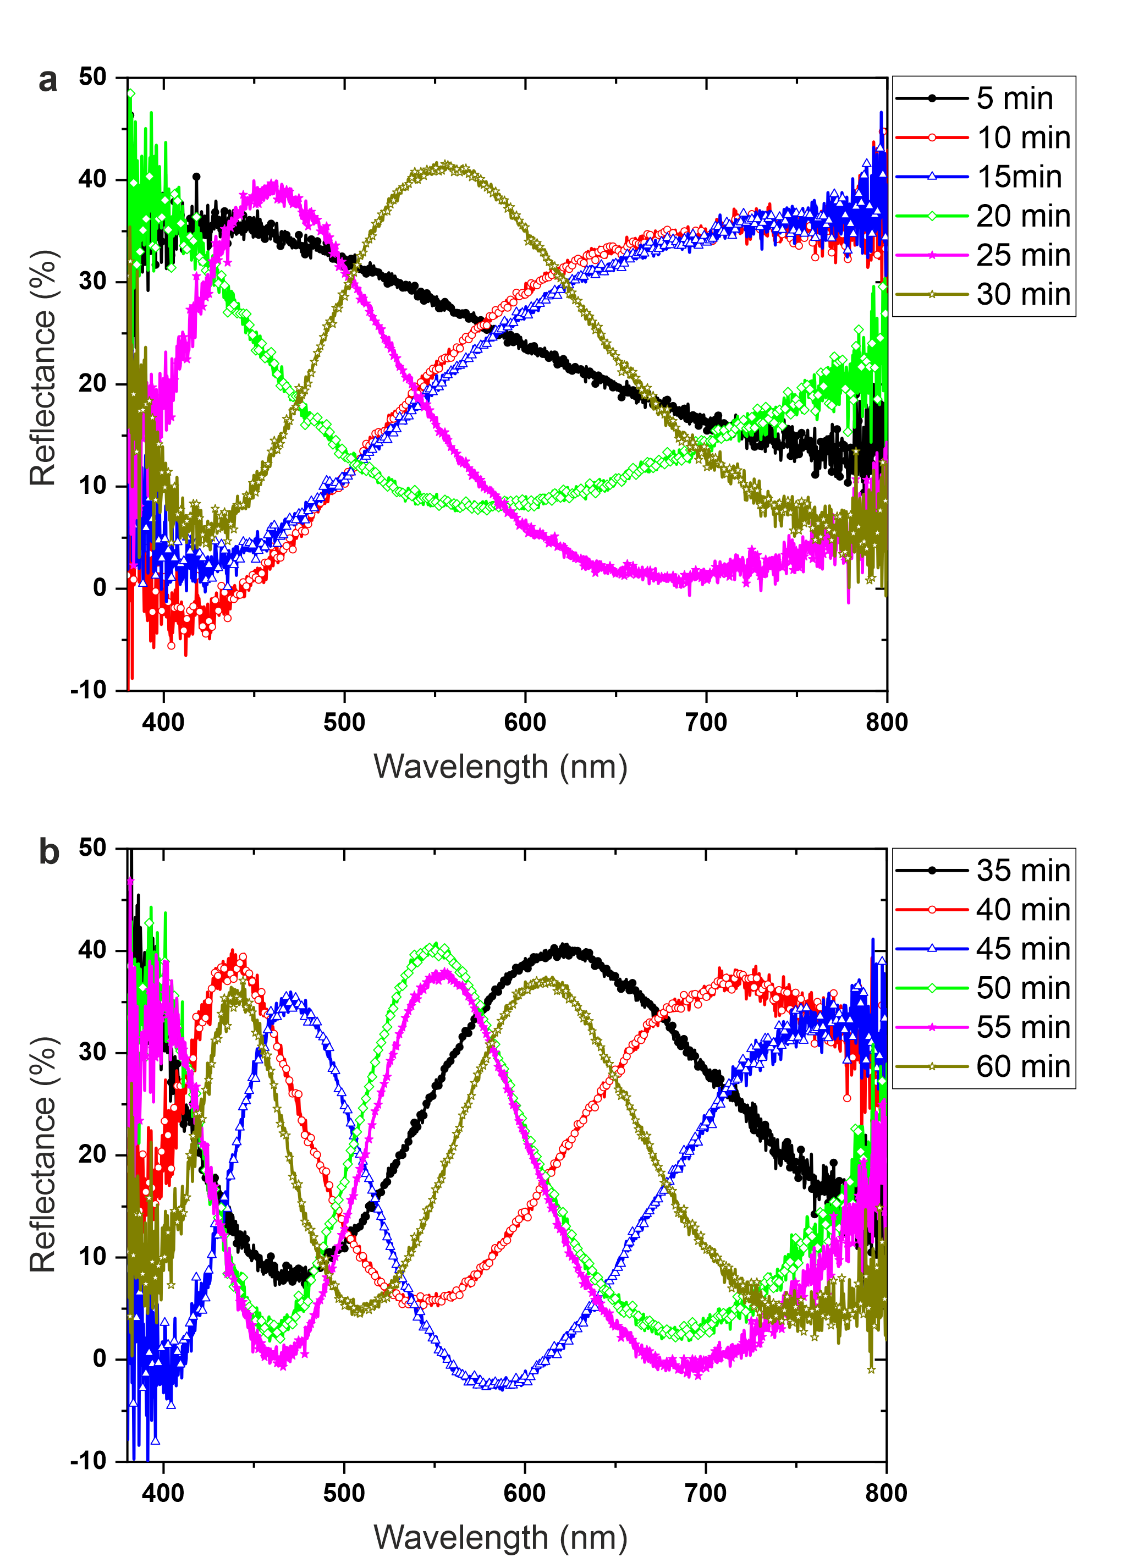 a
50
40
30
20
10
0
-10
Reflectance (%)
400 500 600 700 800
Wavelength (nm)
5 min
10 min
15min
20 min
25 min
30 min
b
50
40
30
20
10
0
-10
Reflectance (%)
400 500 600 700 800
Wavelength (nm)
35 min
40 min
45 min
50 min
55 min
60 min